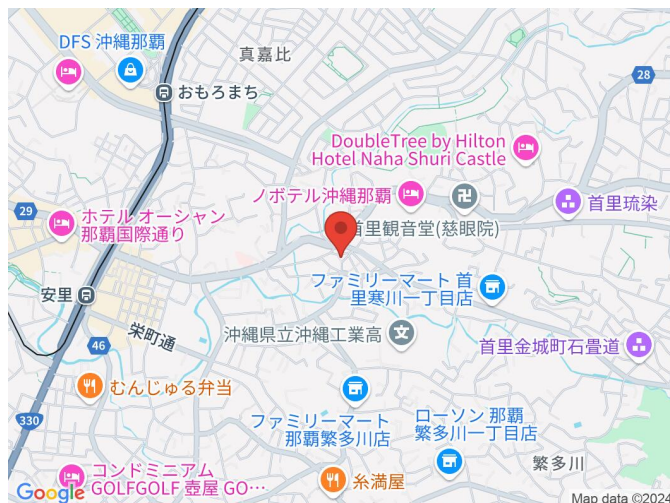 DFS 沖縄那覇
真嘉比
28
おもろまち
DoubleTree by Hilton
Hotel Naha Shuri Castle
ノボテル沖縄那覇
首里琉染
29
ホテル オーシャン
那覇国際通り
首里観音堂(慈眼院)
ファミリーマート 首
里寒川一丁目店
安里
栄町通
46
沖縄県立沖縄工業高
首里金城町石畳道
むんじゅる弁当
330
ファミリーマート
那覇繁多川店
ローソン 那覇
繁多川一丁目店
繁多川
コンドミニアム
GOLFGOLF 壺屋 GO…
糸満屋
Google
Map data ©2024